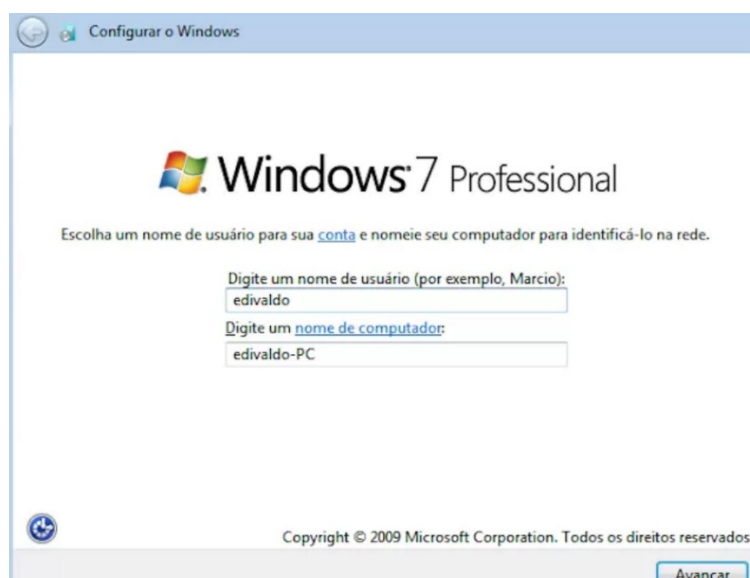 Configurar o Windows
Windows 7 Professional
Escolha um nome de usuário para sua conta e nomeie seu computador para identificá-lo na rede.
Digite um nome de usuário (por exemplo, Marcio):
edivaldo
Digite um nome de computador:
edivaldo-PC
Copyright © 2009 Microsoft Corporation. Todos os direitos reservados
Avançar